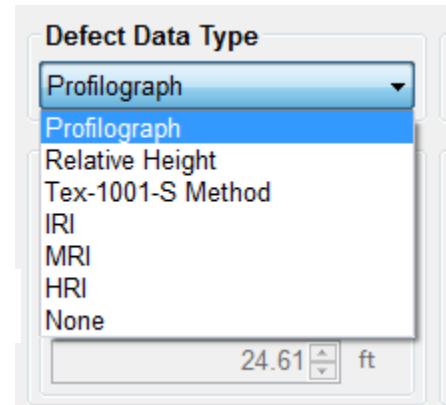 Defect Data Type
Profilograph
Profilograph
Relative Height
Tex-1001-S Method
IRI
MRI
HRI
None
24.61 ft